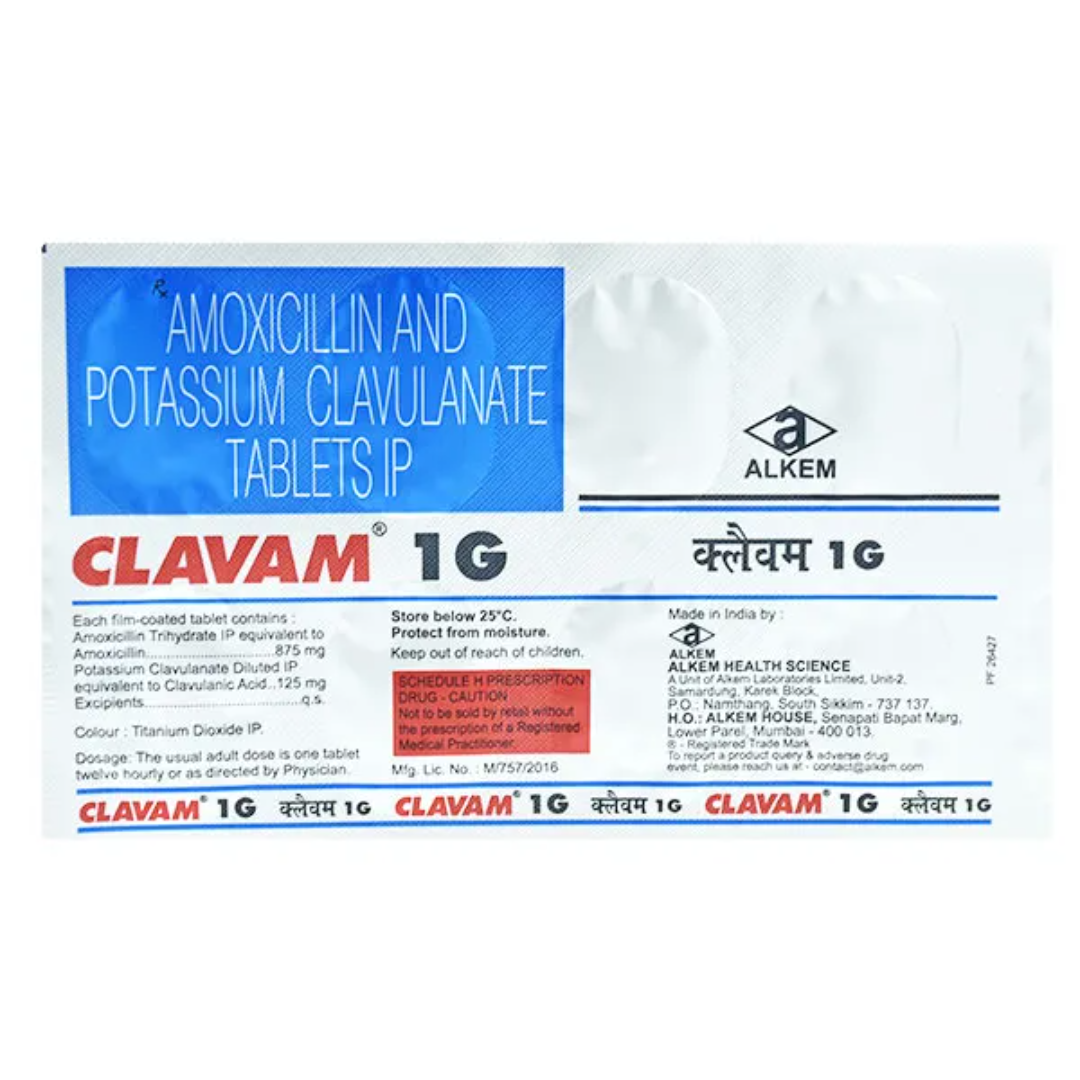 Rx
AMOXICILLIN AND
POTASSIUM CLAVULANATE
TABLETS IP
a
ALKEM
CLAVAM® 1G
क्लैवम 1G
Each film-coated tablet contains :
Amoxicillin Trihydrate IP equivalent to
Amoxicillin........................875 mg
Potassium Clavulanate Diluted IP
equivalent to Clavulanic Acid..125 mg
Excipients.............................q.s.
Colour : Titanium Dioxide IP.
Dosage: The usual adult dose is one tablet
twelve hourly or as directed by Physician.
Store below 25°C.
Protect from moisture.
Keep out of reach of children.
SCHEDULE H PRESCRIPTION
DRUG - CAUTION
Not to be sold by retail without
the prescription of a Registered
Medical Practitioner.
Mfg. Lic. No. : M/757/2016
Made in India by :
a
ALKEM
ALKEM HEALTH SCIENCE
A Unit of Alkem Laboratories Limited, Unit-2,
Samardung, Karek Block,
P.O.: Namthang, South Sikkim - 737 137.
H.O.: ALKEM HOUSE, Senapati Bapat Marg,
Lower Parel, Mumbai - 400 013.
® - Registered Trade Mark
To report a product query & adverse drug
event, please reach us at - contact@alkem.com
PF 26427
CLAVAM® 1G क्लैवम 1G CLAVAM® 1G क्लैवम 1G CLAVAM® 1G क्लैवम 1G